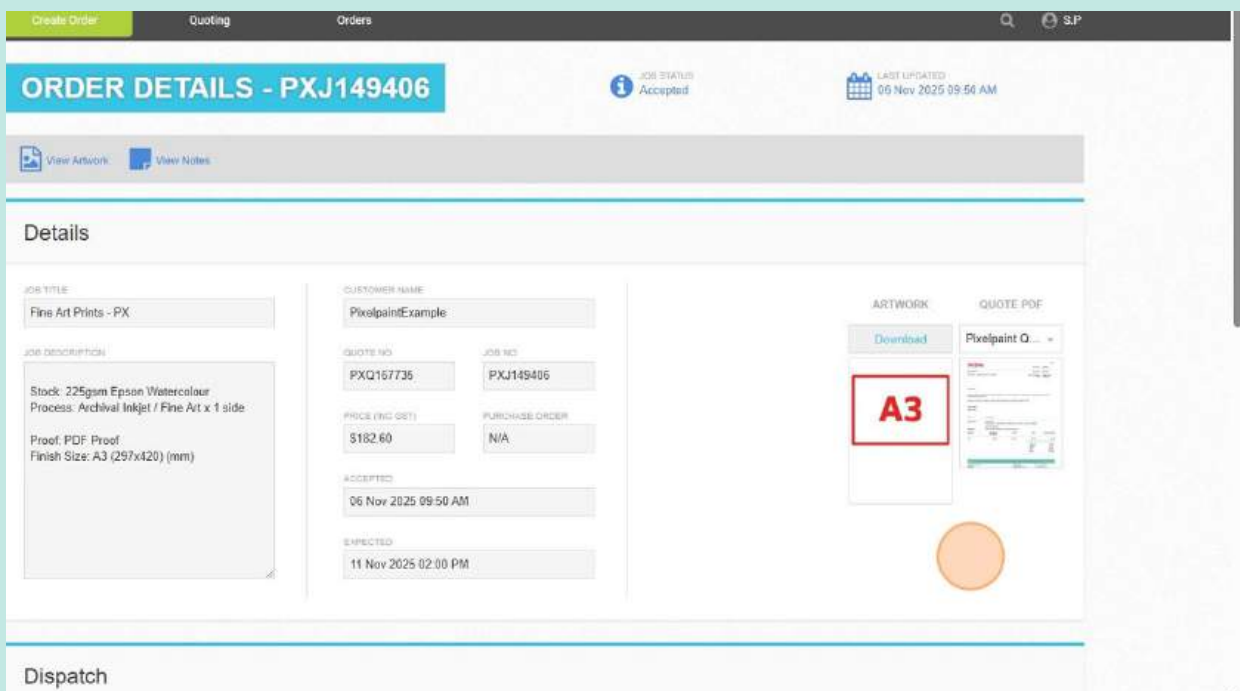 Create Order
Quoting
Orders
S.P
ORDER DETAILS - PXJ149406
JOB STATUS
Accepted
LAST UPDATED
06 Nov 2025 09:50 AM
View Artwork
View Notes
Details
JOB TITLE
Fine Art Prints - PX
JOB DESCRIPTION
Stock: 225gsm Epson Watercolour
Process: Archival Inkjet / Fine Art x 1 side
Proof: PDF Proof
Finish Size: A3 (297x420) (mm)
CUSTOMER NAME
PixelpaintExample
QUOTE NO
PXQ167735
JOB NO
PXJ149406
PRICE (INC GST)
$182.60
PURCHASE ORDER
N/A
ACCEPTED
06 Nov 2025 09:50 AM
EXPECTED
11 Nov 2025 02:00 PM
ARTWORK
Download
A3
QUOTE PDF
Pixelpaint Q...
Dispatch